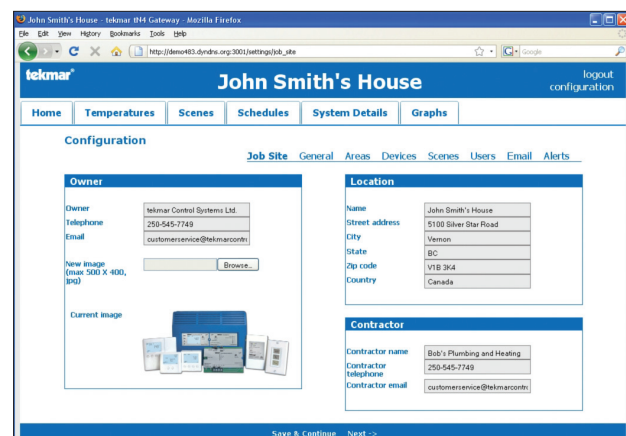 John Smith's House - tekmar tN4 Gateway - Mozilla Firefox
File Edit View History Bookmarks Tools Help
http://demo483.dyndns.org:3001/settings/job_site
Google
tekmar®
John Smith's House
logout
configuration
Home Temperatures Scenes Schedules System Details Graphs
Configuration
Job Site General Areas Devices Scenes Users Email Alerts
Owner
Owner tekmar Control Systems Ltd.
Telephone 250-545-7749
Email customerservice@tekmarcontr
New image
(max 500 X 400,
jpg)
Browse...
Current image
Location
Name John Smith's House
Street address 5100 Silver Star Road
City Vernon
State BC
Zip code V1B 3K4
Country Canada
Contractor
Contractor name Bob's Plumbing and Heating
Contractor
telephone 250-545-7749
Contractor email customerservice@tekmarcontr
Save & Continue Next ->